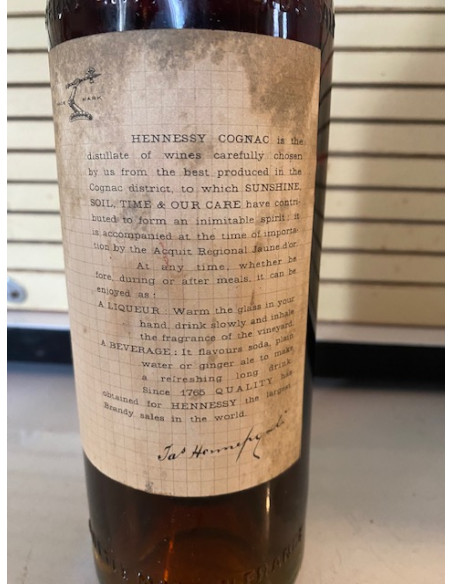 HENNESSY COGNAC is the
distillate of wines carefully chosen
by us from the best produced in the
Cognac district, to which SUNSHINE,
SOIL, TIME & OUR CARE have contri-
buted to form an inimitable spirit: it
is accompanied at the time of importa-
tion by the Acquit Regional Jaune d'or.
At any time, whether be
fore, during or after meals, it can be
enjoyed as:
A LIQUEUR Warm the glass in your
hand, drink slowly and inhale
the fragrance of the vineyard.
A BEVERAGE: It flavours soda, plain
water or ginger ale to make
a refreshing long drink.
Since 1765 QUALITY has
obtained for HENNESSY the largest
Brandy sales in the world.
Jas Hennessy & Co